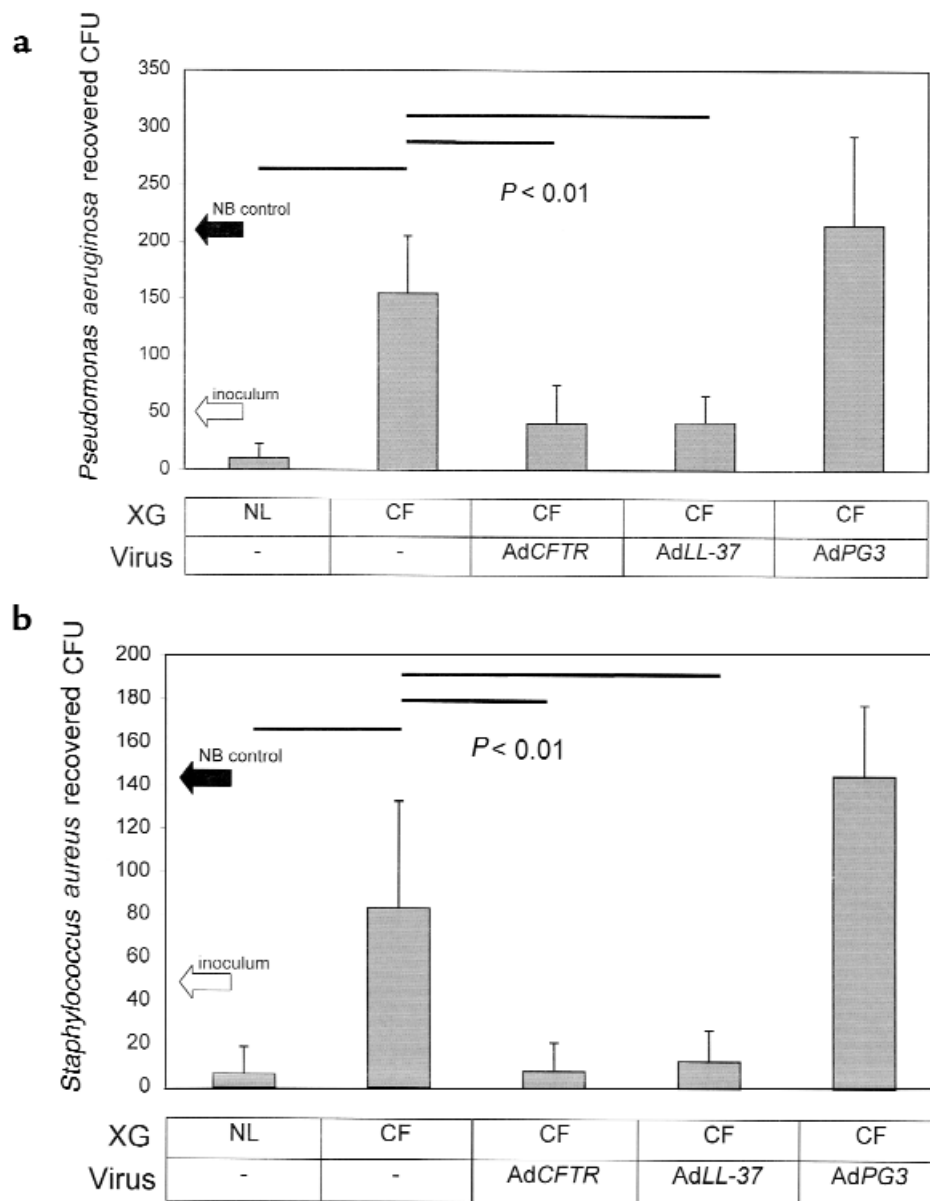 a
Pseudomonas aeruginosa recovered CFU
350
300
250
200
150
100
50
0
NB control
inoculum
P < 0.01
XG NL CF CF CF CF
Virus - - AdCFTR AdLL-37 AdPG3
b
Staphylococcus aureus recovered CFU
200
180
160
140
120
100
80
60
40
20
0
NB control
inoculum
P < 0.01
XG NL CF CF CF CF
Virus - - AdCFTR AdLL-37 AdPG3